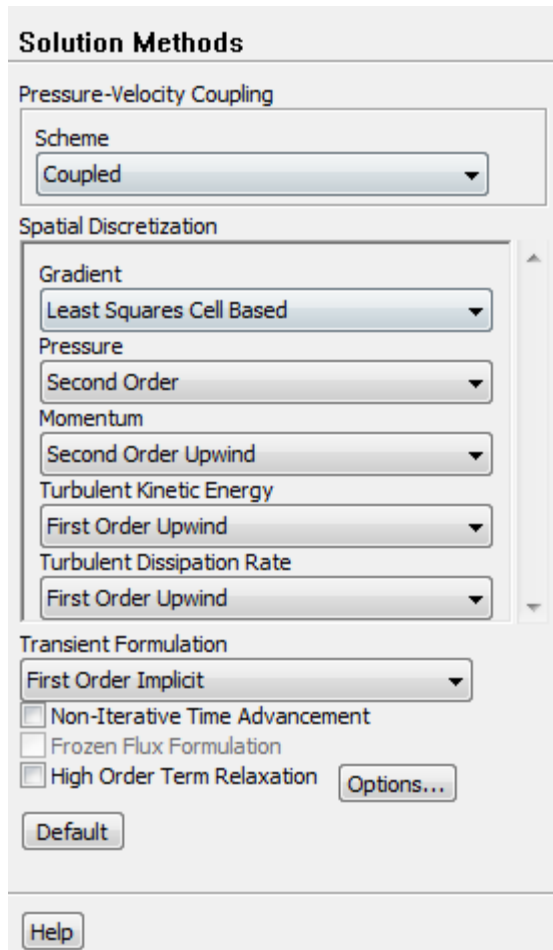 Solution Methods
Pressure-Velocity Coupling
Scheme
Coupled
Spatial Discretization
Gradient
Least Squares Cell Based
Pressure
Second Order
Momentum
Second Order Upwind
Turbulent Kinetic Energy
First Order Upwind
Turbulent Dissipation Rate
First Order Upwind
Transient Formulation
First Order Implicit
Non-Iterative Time Advancement
Frozen Flux Formulation
High Order Term Relaxation Options...
Default
Help